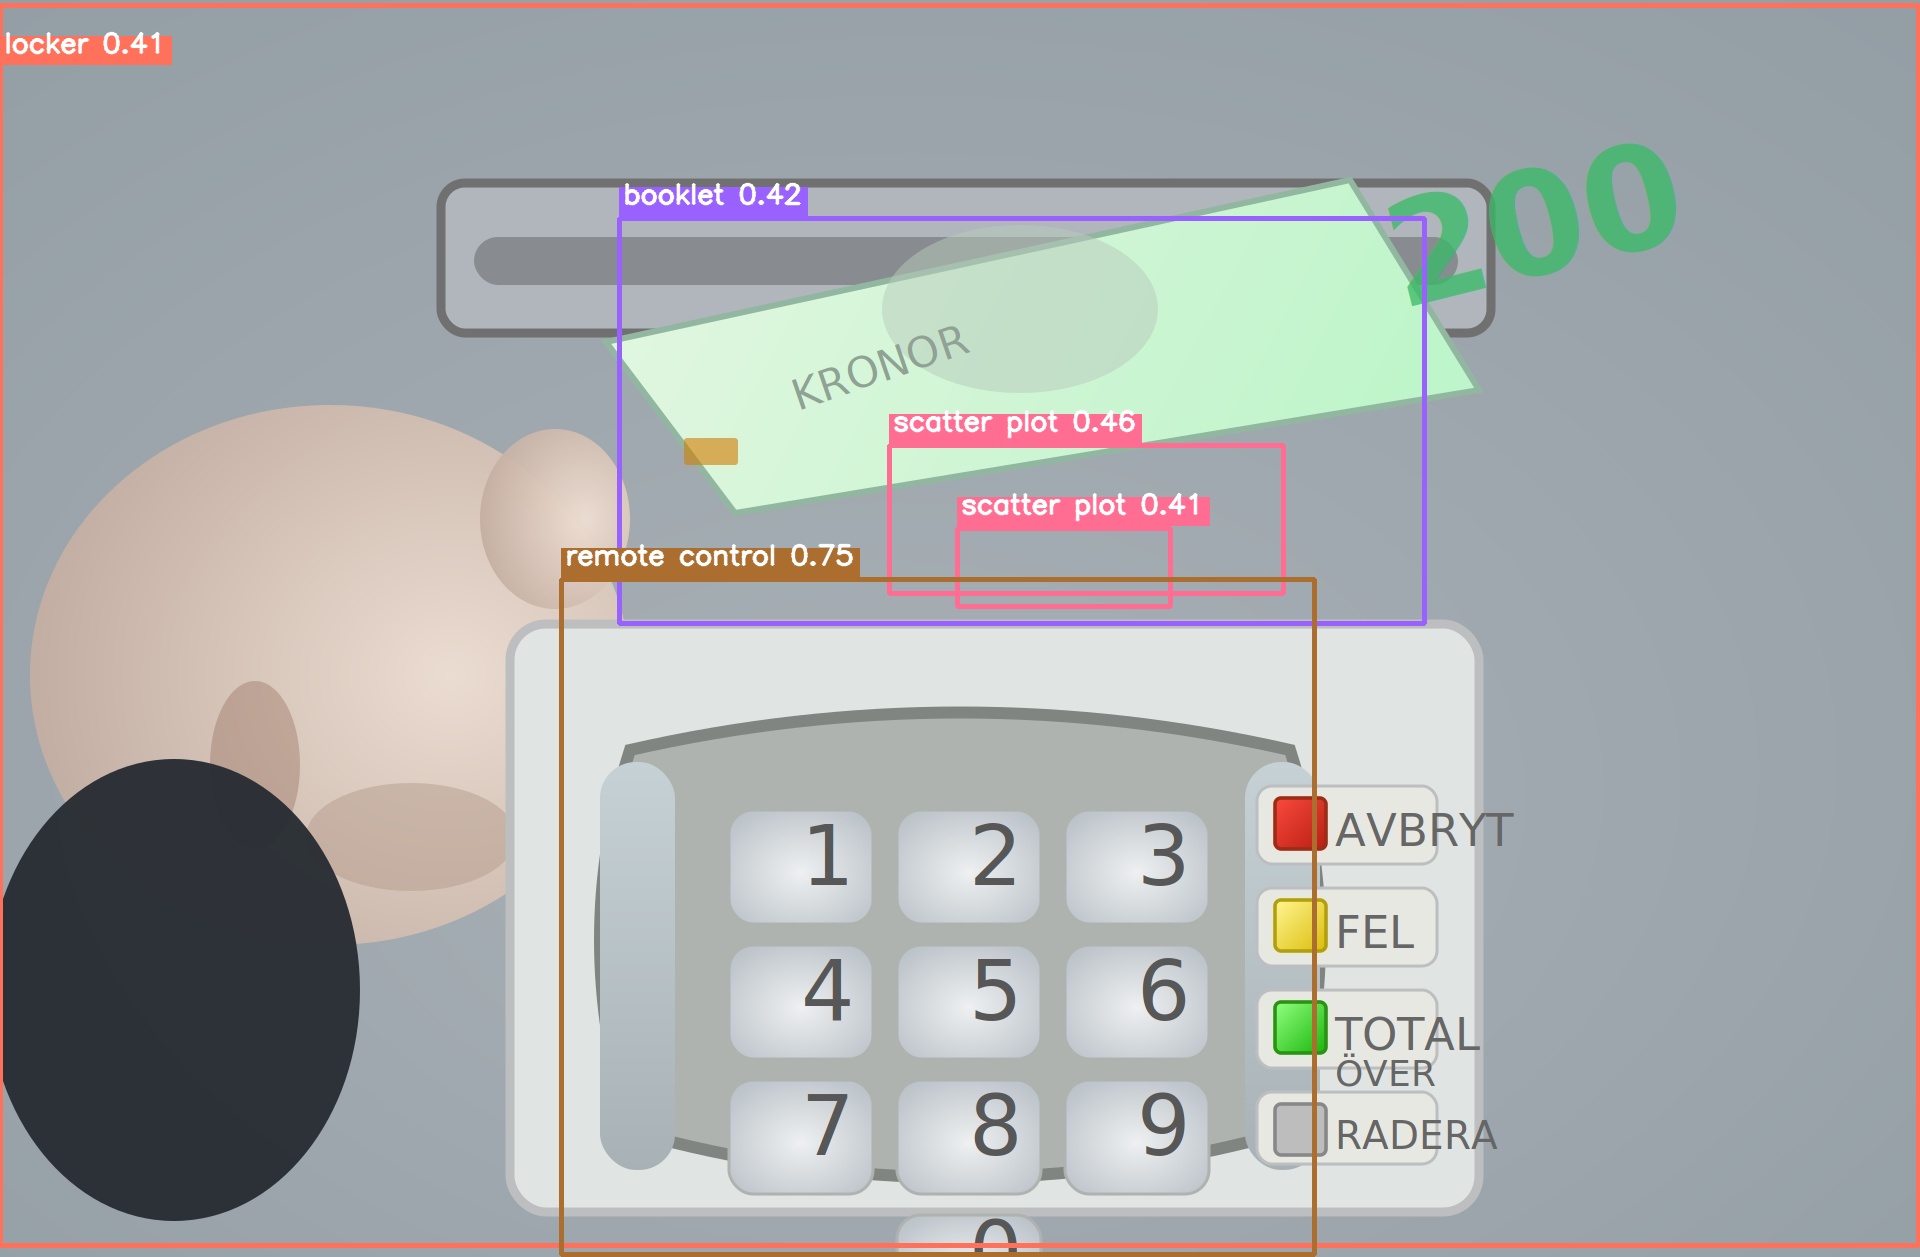 locker 0.41
booklet 0.42
200
KRONOR
scatter plot 0.46
scatter plot 0.41
remote control 0.75
1 2 3
AVBRYT
FEL
4 5 6
TOTAL
ÖVER
7 8 9
RADERA
0